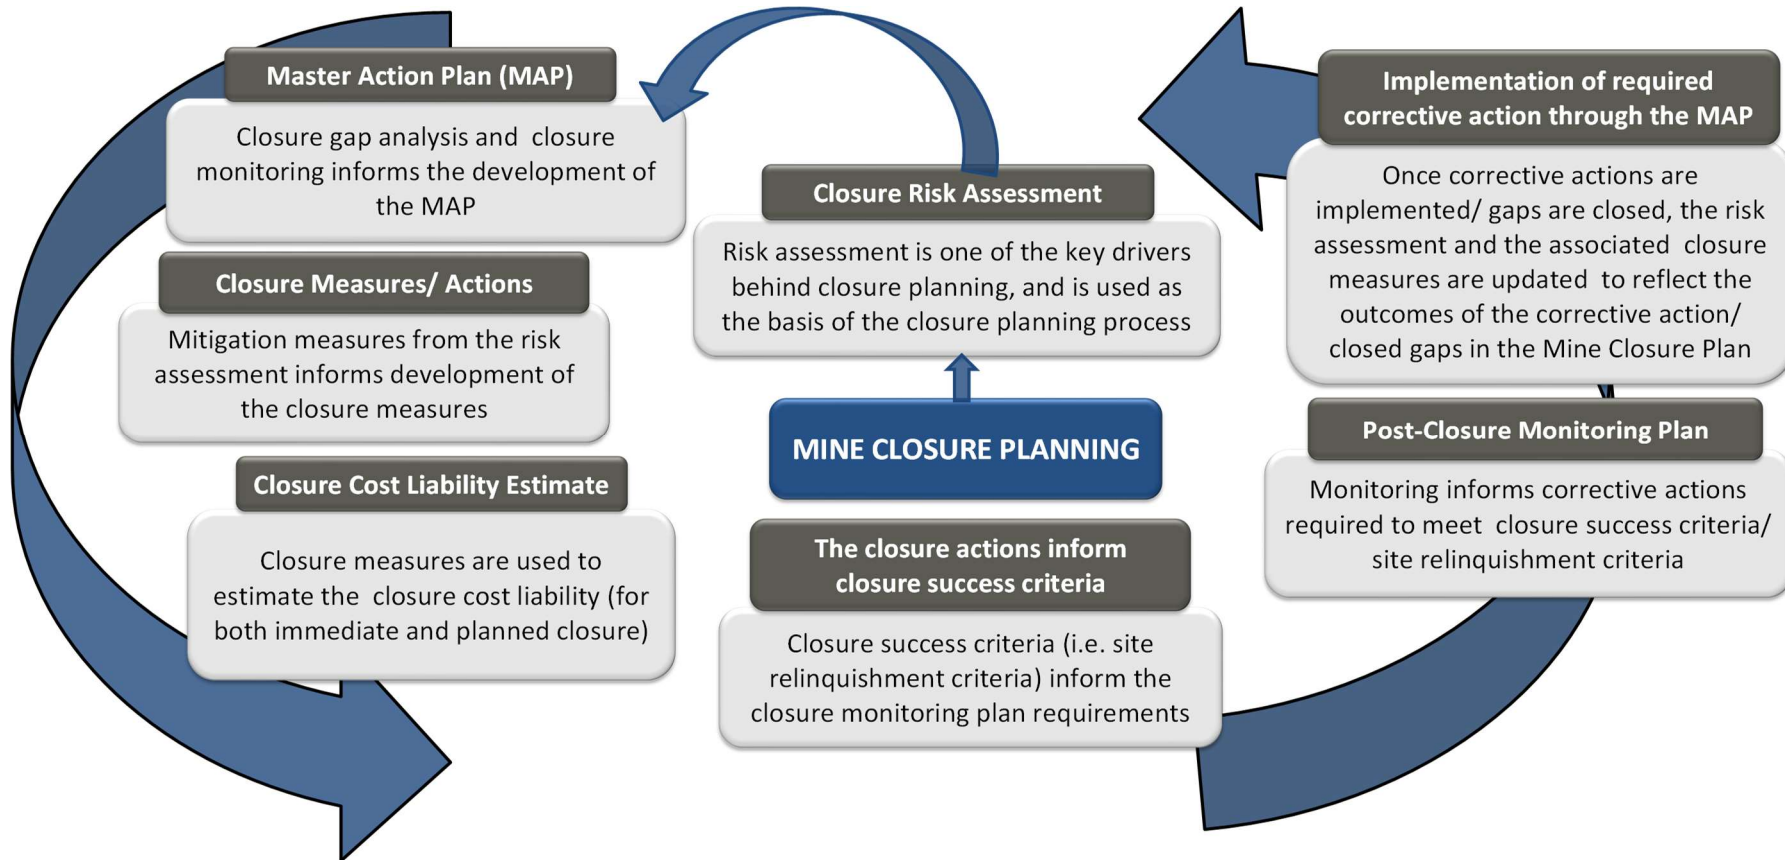 Master Action Plan (MAP)
Closure gap analysis and closure
monitoring informs the development of
the MAP
Closure Measures/ Actions
Mitigation measures from the risk
assessment informs development of
the closure measures
Closure Cost Liability Estimate
Closure measures are used to
estimate the closure cost liability (for
both immediate and planned closure)
Closure Risk Assessment
Risk assessment is one of the key drivers
behind closure planning, and is used as
the basis of the closure planning process
MINE CLOSURE PLANNING
The closure actions inform
closure success criteria
Closure success criteria (i.e. site
relinquishment criteria) inform the
closure monitoring plan requirements
Implementation of required
corrective action through the MAP
Once corrective actions are
implemented/ gaps are closed, the risk
assessment and the associated closure
measures are updated to reflect the
outcomes of the corrective action/
closed gaps in the Mine Closure Plan
Post-Closure Monitoring Plan
Monitoring informs corrective actions
required to meet closure success criteria/
site relinquishment criteria